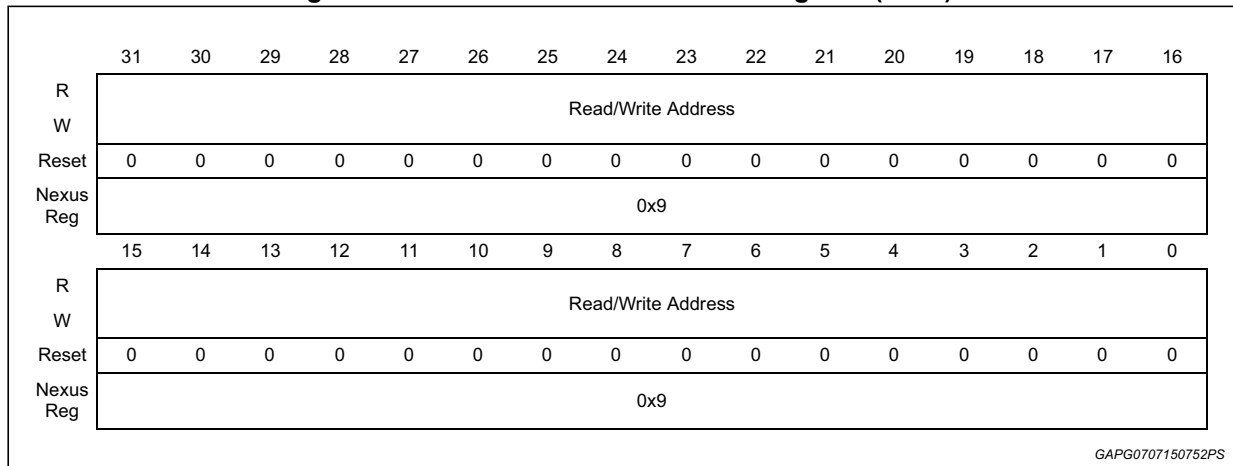 31 30 29 28 27 26 25 24 23 22 21 20 19 18 17 16
R
Read/Write Address
W
Reset 0 0 0 0 0 0 0 0 0 0 0 0 0 0 0 0
Nexus
Reg
0x9
15 14 13 12 11 10 9 8 7 6 5 4 3 2 1 0
R
Read/Write Address
W
Reset 0 0 0 0 0 0 0 0 0 0 0 0 0 0 0 0
Nexus
Reg
0x9
GAPG0707150752PS